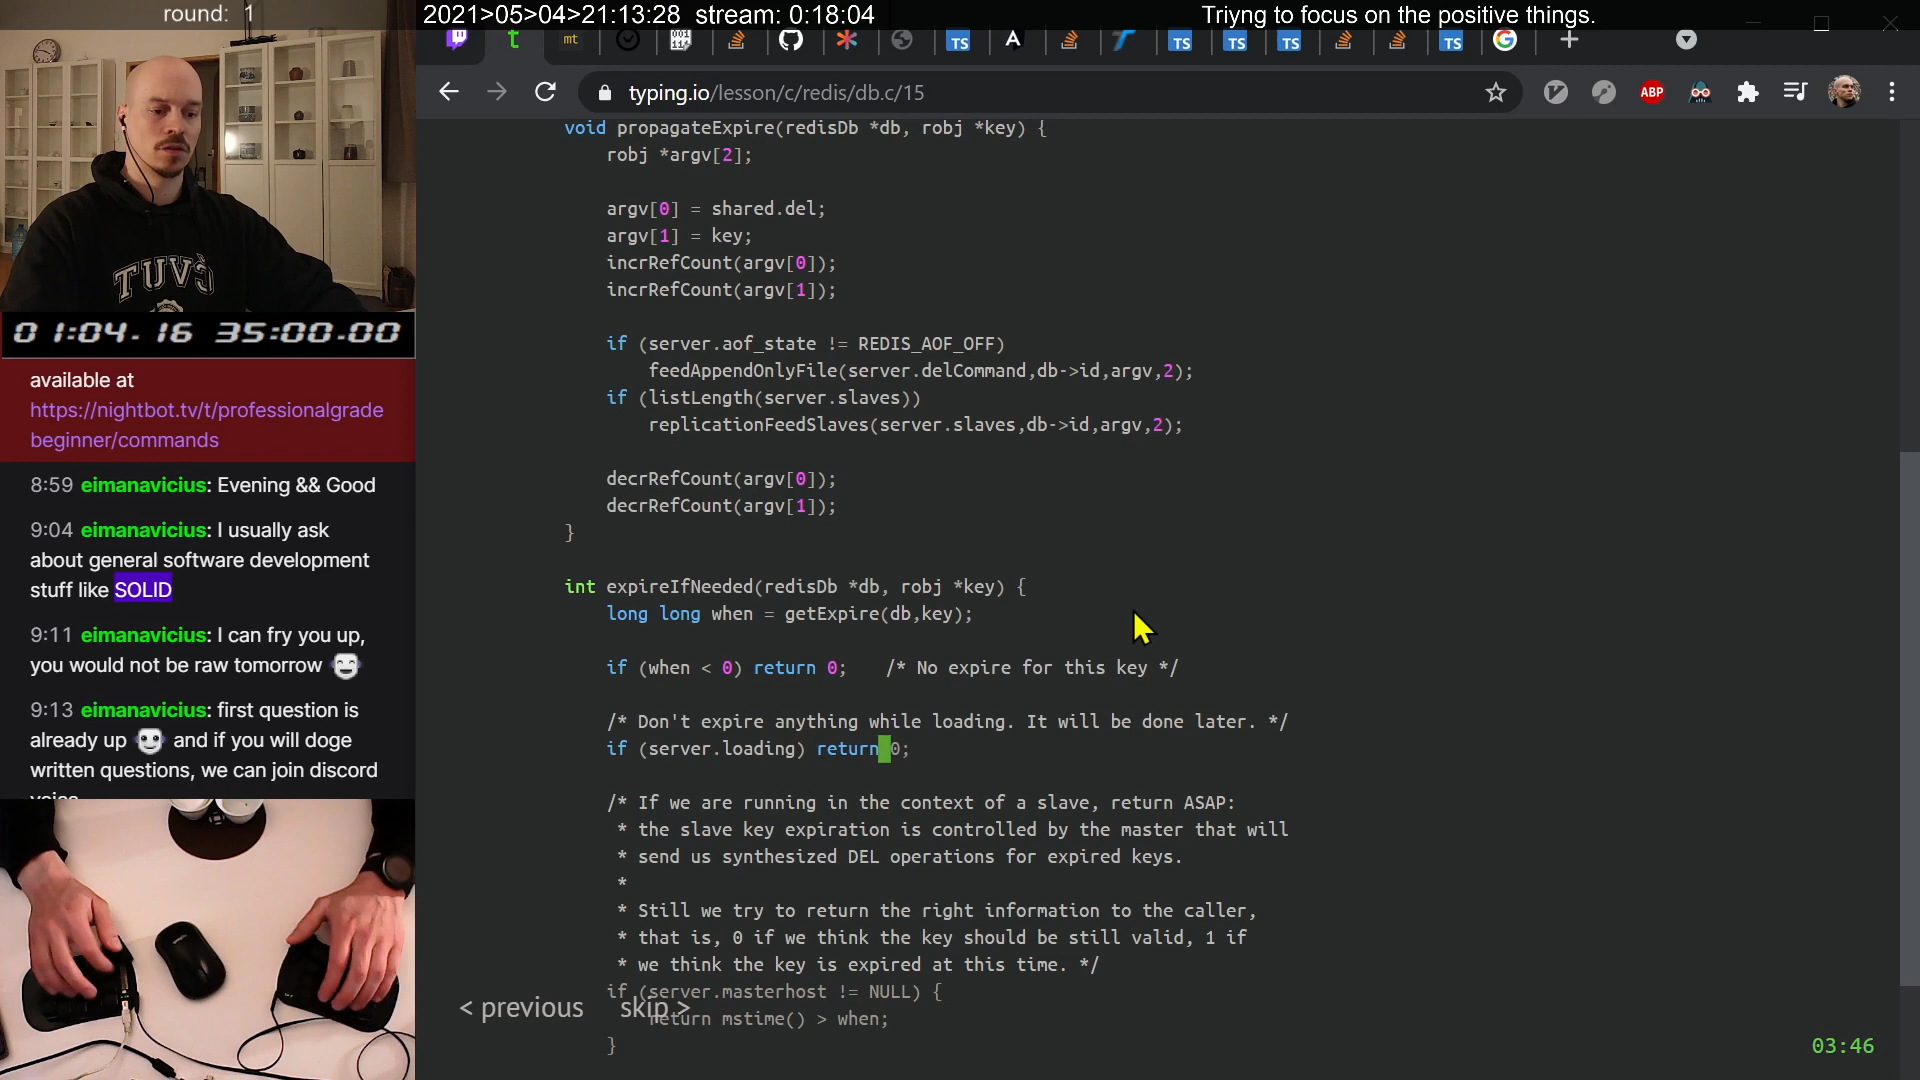 round: 1
2021>05>04>21:13:28 stream: 0:18:04
Triyng to focus on the positive things.
typing.io/lesson/c/redis/db.c/15
ABP
void propagateExpire(redisDb *db, robj *key) {
robj *argv[2];
argv[0] = shared.del;
argv[1] = key;
incrRefCount(argv[0]);
incrRefCount(argv[1]);
if (server.aof_state != REDIS_AOF_OFF)
feedAppendOnlyFile(server.delCommand,db->id,argv,2);
if (listLength(server.slaves))
replicationFeedSlaves(server.slaves,db->id,argv,2);
decrRefCount(argv[0]);
decrRefCount(argv[1]);
}
int expireIfNeeded(redisDb *db, robj *key) {
long long when = getExpire(db,key);
if (when < 0) return 0; /* No expire for this key */
/* Don't expire anything while loading. It will be done later. */
if (server.loading) return 0;
/* If we are running in the context of a slave, return ASAP:
* the slave key expiration is controlled by the master that will
* send us synthesized DEL operations for expired keys.
*
* Still we try to return the right information to the caller,
* that is, 0 if we think the key should be still valid, 1 if
* we think the key is expired at this time. */
if (server.masterhost != NULL) {
return mstime() > when;
}
< previous skip >
03:46
0 1:04.16 35:00.00
available at
https://nightbot.tv/t/professionalgrade
beginner/commands
8:59 eimanavicius: Evening && Good
9:04 eimanavicius: I usually ask
about general software development
stuff like SOLID
9:11 eimanavicius: I can fry you up,
you would not be raw tomorrow
9:13 eimanavicius: first question is
already up and if you will doge
written questions, we can join discord